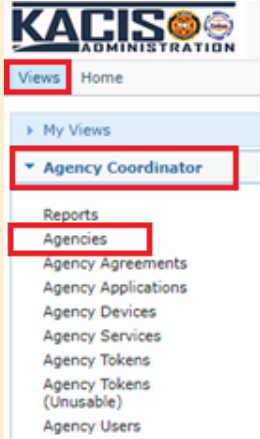 KACIS
ADMINISTRATION
Views Home
My Views
Agency Coordinator
Reports
Agencies
Agency Agreements
Agency Applications
Agency Devices
Agency Services
Agency Tokens
Agency Tokens
(Unusable)
Agency Users